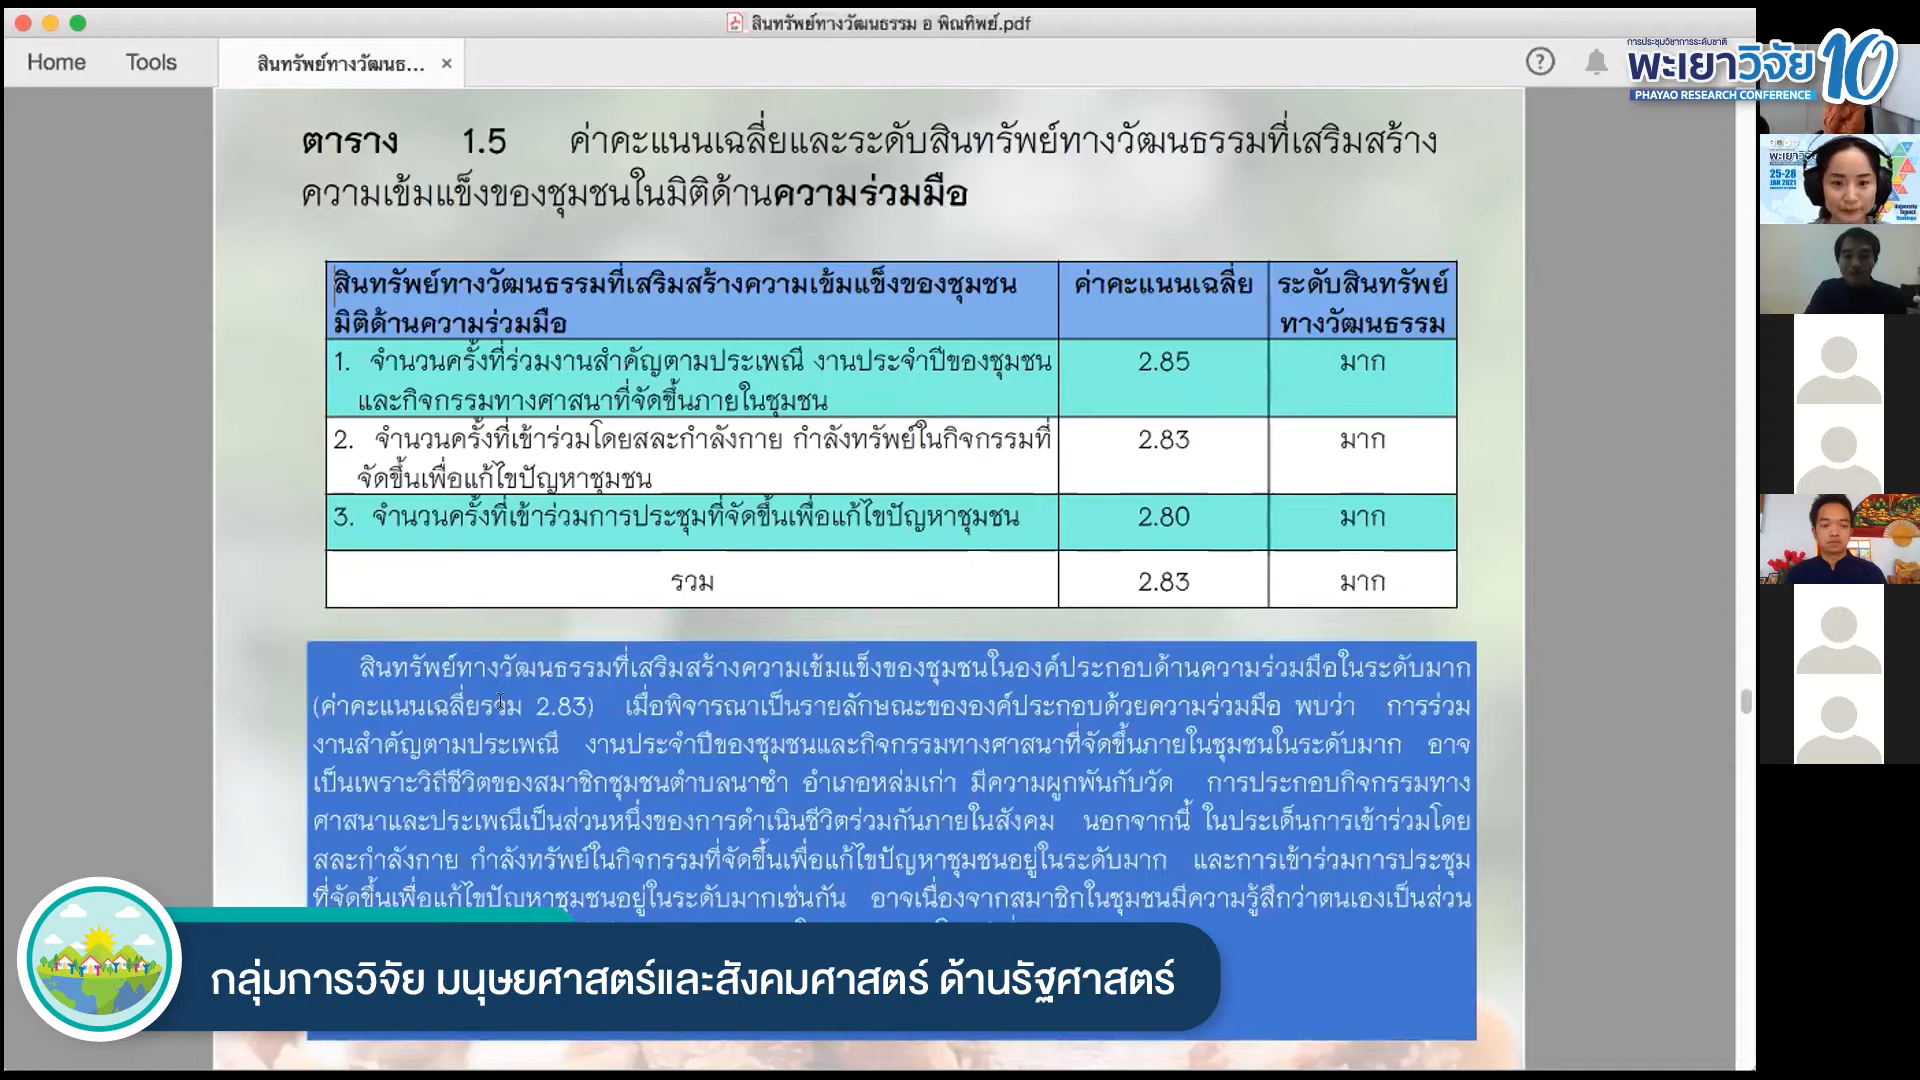 สินทรัพย์ทางวัฒนธรรม อ พิณทิพย์.pdf
Home Tools สินทรัพย์ทางวัฒนธ... ×
การประชุมวิชาการระดับชาติ
พะเยาวิจัย 10
PHAYAO RESEARCH CONFERENCE
ตาราง 1.5 ค่าคะแนนเฉลี่ยและระดับสินทรัพย์ทางวัฒนธรรมที่เสริมสร้าง
ความเข้มแข็งของชุมชนในมิติด้านความร่วมมือ
สินทรัพย์ทางวัฒนธรรมที่เสริมสร้างความเข้มแข็งของชุมชน
มิติด้านความร่วมมือ
ค่าคะแนนเฉลี่ย
ระดับสินทรัพย์
ทางวัฒนธรรม
1. จำนวนครั้งที่ร่วมงานสำคัญตามประเพณี งานประจำปีของชุมชน
และกิจกรรมทางศาสนาที่จัดขึ้นภายในชุมชน
2.85
มาก
2. จำนวนครั้งที่เข้าร่วมโดยสละกำลังกาย กำลังทรัพย์ในกิจกรรมที่
จัดขึ้นเพื่อแก้ไขปัญหาชุมชน
2.83
มาก
3. จำนวนครั้งที่เข้าร่วมการประชุมที่จัดขึ้นเพื่อแก้ไขปัญหาชุมชน
2.80
มาก
รวม
2.83
มาก
สินทรัพย์ทางวัฒนธรรมที่เสริมสร้างความเข้มแข็งของชุมชนในองค์ประกอบด้านความร่วมมือในระดับมาก
(ค่าคะแนนเฉลี่ยรวม 2.83) เมื่อพิจารณาเป็นรายลักษณะขององค์ประกอบด้วยความร่วมมือ พบว่า การร่วม
งานสำคัญตามประเพณี งานประจำปีของชุมชนและกิจกรรมทางศาสนาที่จัดขึ้นภายในชุมชนในระดับมาก อาจ
เป็นเพราะวิถีชีวิตของสมาชิกชุมชนตำบลนาซำ อำเภอหล่มเก่า มีความผูกพันกับวัด การประกอบกิจกรรมทาง
ศาสนาและประเพณีเป็นส่วนหนึ่งของการดำเนินชีวิตร่วมกันภายในสังคม นอกจากนี้ ในประเด็นการเข้าร่วมโดย
สละกำลังกาย กำลังทรัพย์ในกิจกรรมที่จัดขึ้นเพื่อแก้ไขปัญหาชุมชนอยู่ในระดับมาก และการเข้าร่วมการประชุม
ที่จัดขึ้นเพื่อแก้ไขปัญหาชุมชนอยู่ในระดับมากเช่นกัน อาจเนื่องจากสมาชิกในชุมชนมีความรู้สึกว่าตนเองเป็นส่วน
กลุ่มการวิจัย มนุษยศาสตร์และสังคมศาสตร์ ด้านรัฐศาสตร์
25-28
JAN 2021